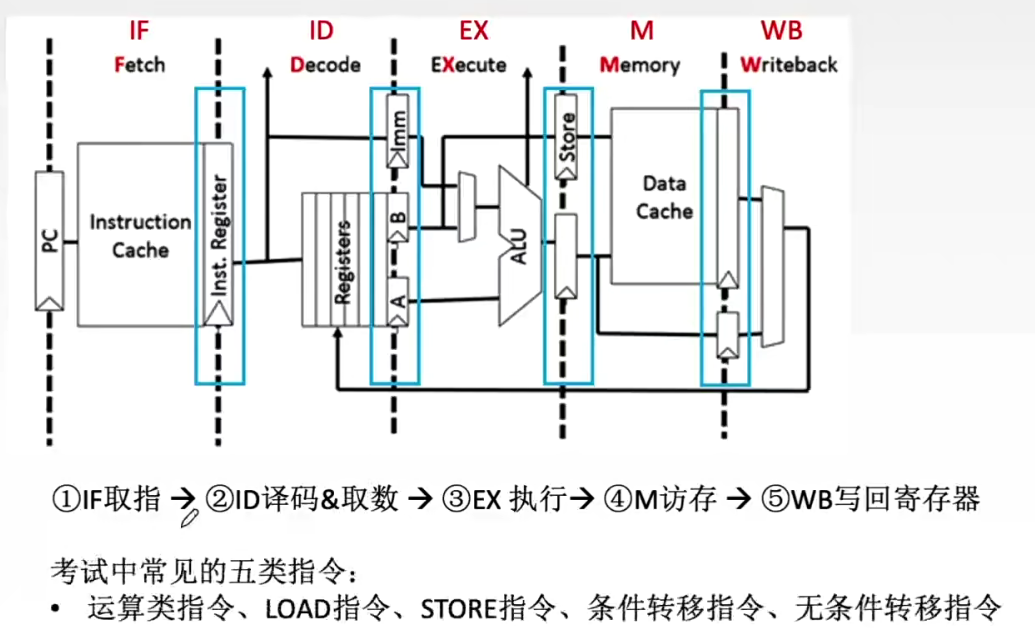 IF ID EX M WB
Fetch Decode EXecute Memory Writeback
PC
Instruction
Cache
Inst. Register
Registers
Imm
B
A
ALU
Store
Data
Cache
①IF取指 → ②ID译码&取数 → ③EX 执行→ ④M访存 → ⑤WB写回寄存器
考试中常见的五类指令：
• 运算类指令、LOAD指令、STORE指令、条件转移指令、无条件转移指令